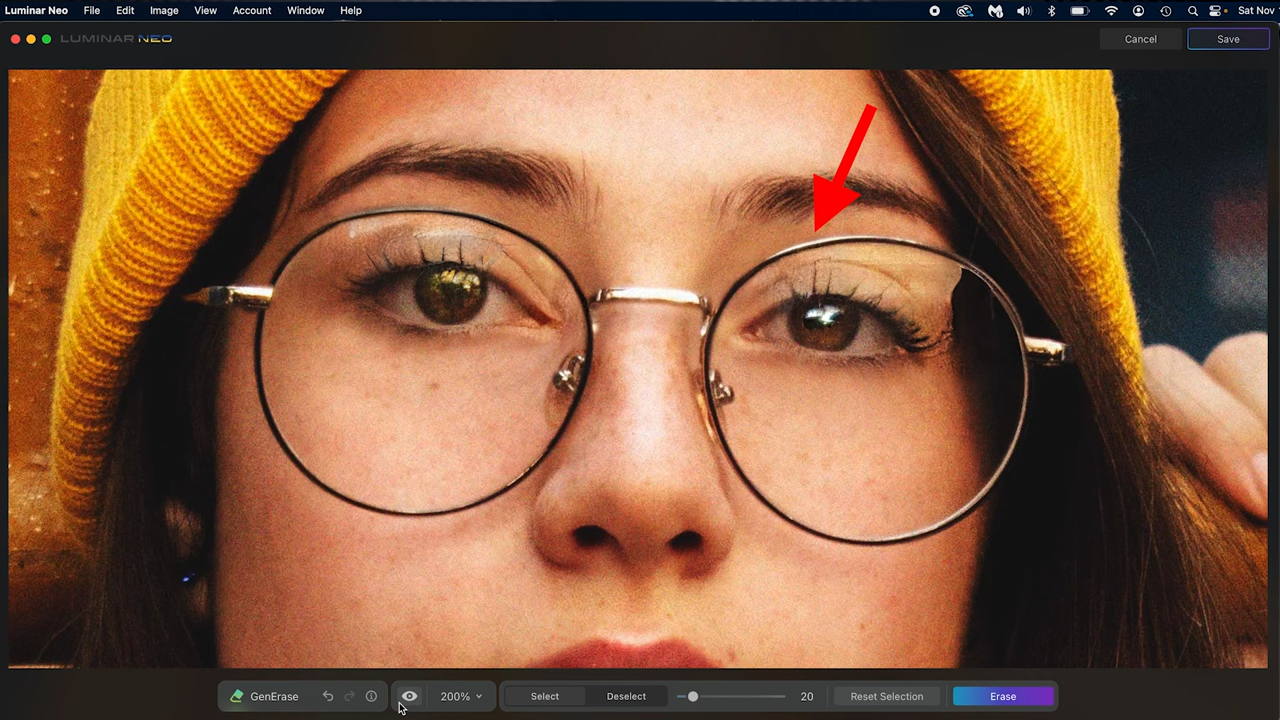 Luminar Neo File Edit Image View Account Window Help Sat Nov
LUMINAR NEO Cancel Save
GenErase 200% Select Deselect 20 Reset Selection Erase